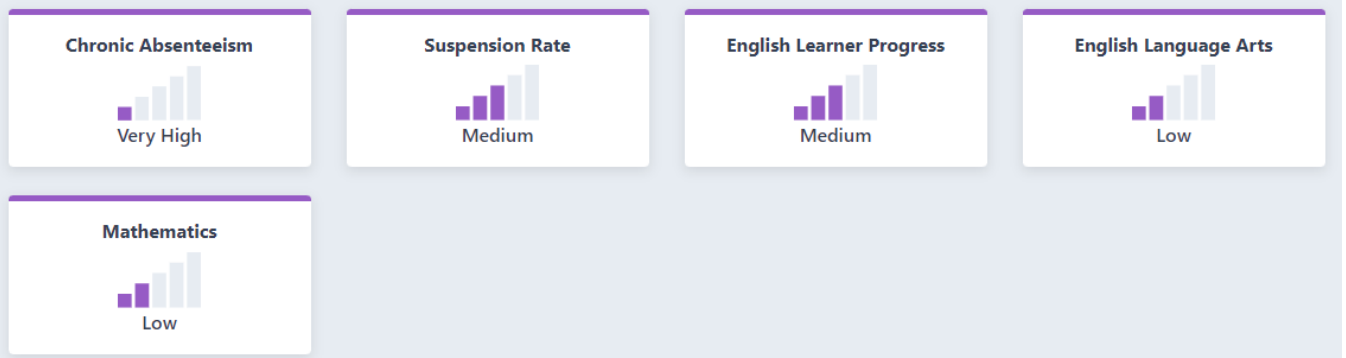 Chronic Absenteeism
Very High
Suspension Rate
Medium
English Learner Progress
Medium
English Language Arts
Low
Mathematics
Low